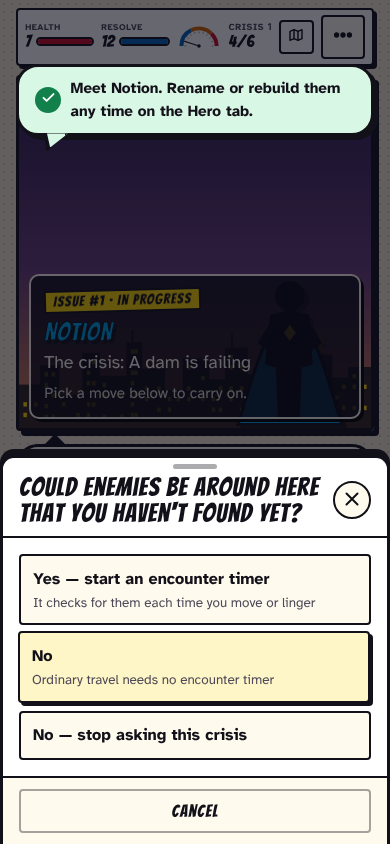 HEALTH
7
RESOLVE
12
CRISIS 1
4/6
•••
Meet Notion. Rename or rebuild them
any time on the Hero tab.
ISSUE #1 • IN PROGRESS
NOTION
The crisis: A dam is failing
Pick a move below to carry on.
COULD ENEMIES BE AROUND HERE
THAT YOU HAVEN'T FOUND YET?
Yes — start an encounter timer
It checks for them each time you move or linger
No
Ordinary travel needs no encounter timer
No — stop asking this crisis
CANCEL